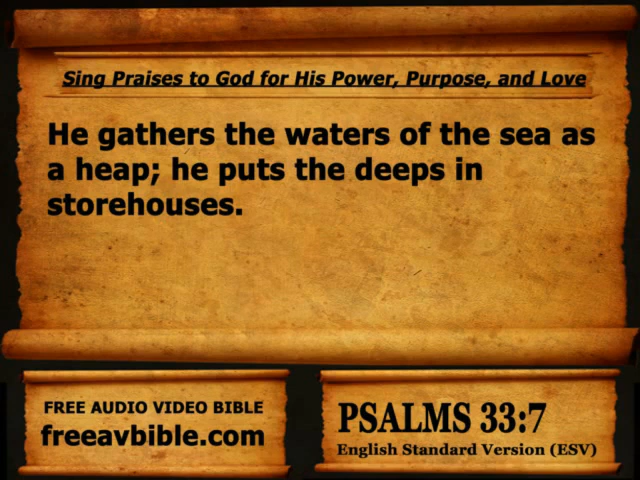 Sing Praises to God for His Power, Purpose, and Love
He gathers the waters of the sea as
a heap; he puts the deeps in
storehouses.
FREE AUDIO VIDEO BIBLE
freeavbible.com
PSALMS 33:7
English Standard Version (ESV)